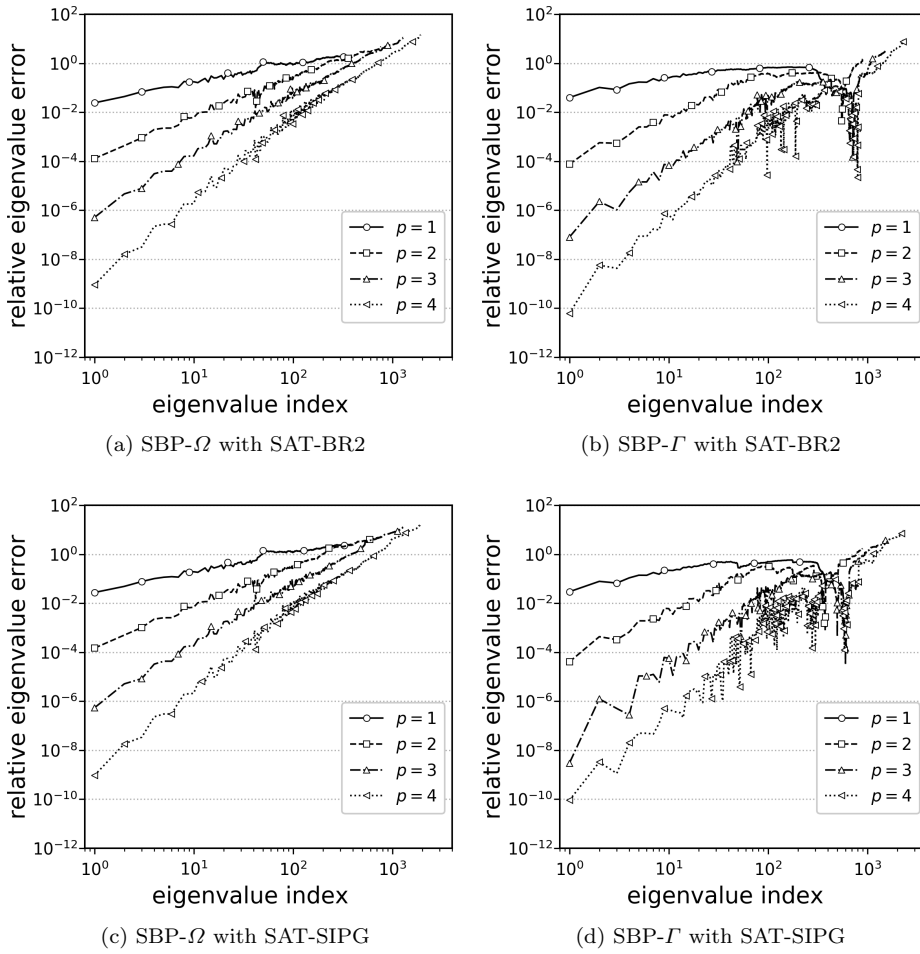 10^2
10^0
10^-2
10^-4
10^-6
10^-8
10^-10
10^-12
relative eigenvalue error
p = 1
p = 2
p = 3
p = 4
10^0 10^1 10^2 10^3
eigenvalue index
(a) SBP-Ω with SAT-BR2
10^2
10^0
10^-2
10^-4
10^-6
10^-8
10^-10
10^-12
relative eigenvalue error
p = 1
p = 2
p = 3
p = 4
10^0 10^1 10^2 10^3
eigenvalue index
(b) SBP-Γ with SAT-BR2
10^2
10^0
10^-2
10^-4
10^-6
10^-8
10^-10
10^-12
relative eigenvalue error
p = 1
p = 2
p = 3
p = 4
10^0 10^1 10^2 10^3
eigenvalue index
(c) SBP-Ω with SAT-SIPG
10^2
10^0
10^-2
10^-4
10^-6
10^-8
10^-10
10^-12
relative eigenvalue error
p = 1
p = 2
p = 3
p = 4
10^0 10^1 10^2 10^3
eigenvalue index
(d) SBP-Γ with SAT-SIPG